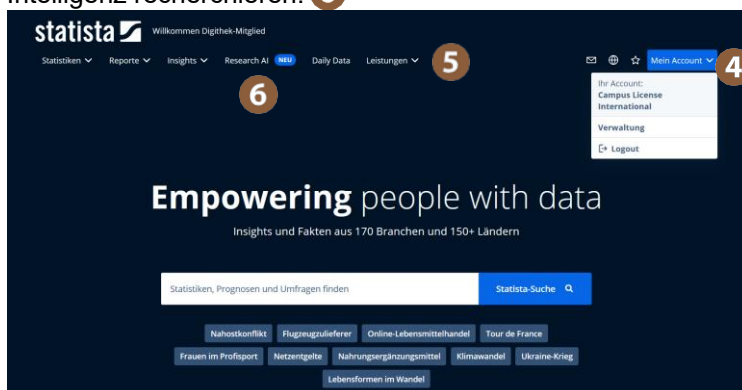 statista Willkommen Digithek-Mitglied
Statistiken Reporte Insights Research AI NEU Daily Data Leistungen 5 Mein Account 4
6
Ihr Account:
Campus License
International
Verwaltung
Logout
Empowering people with data
Insights und Fakten aus 170 Branchen und 150+ Ländern
Statistiken, Prognosen und Umfragen finden Statista-Suche
Nahostkonflikt Flugzeugzulieferer Online-Lebensmittelhandel Tour de France
Frauen im Profisport Netzentgelte Nahrungsergänzungsmittel Klimawandel Ukraine-Krieg
Lebensformen im Wandel